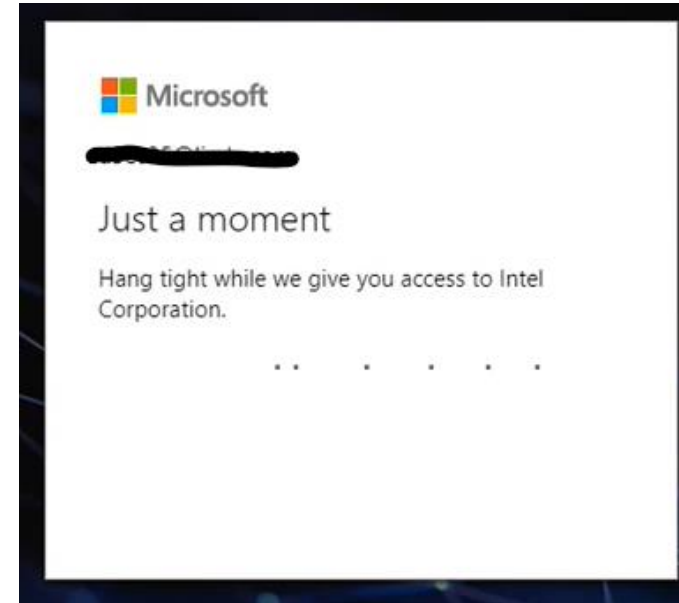 Microsoft
Just a moment
Hang tight while we give you access to Intel
Corporation.